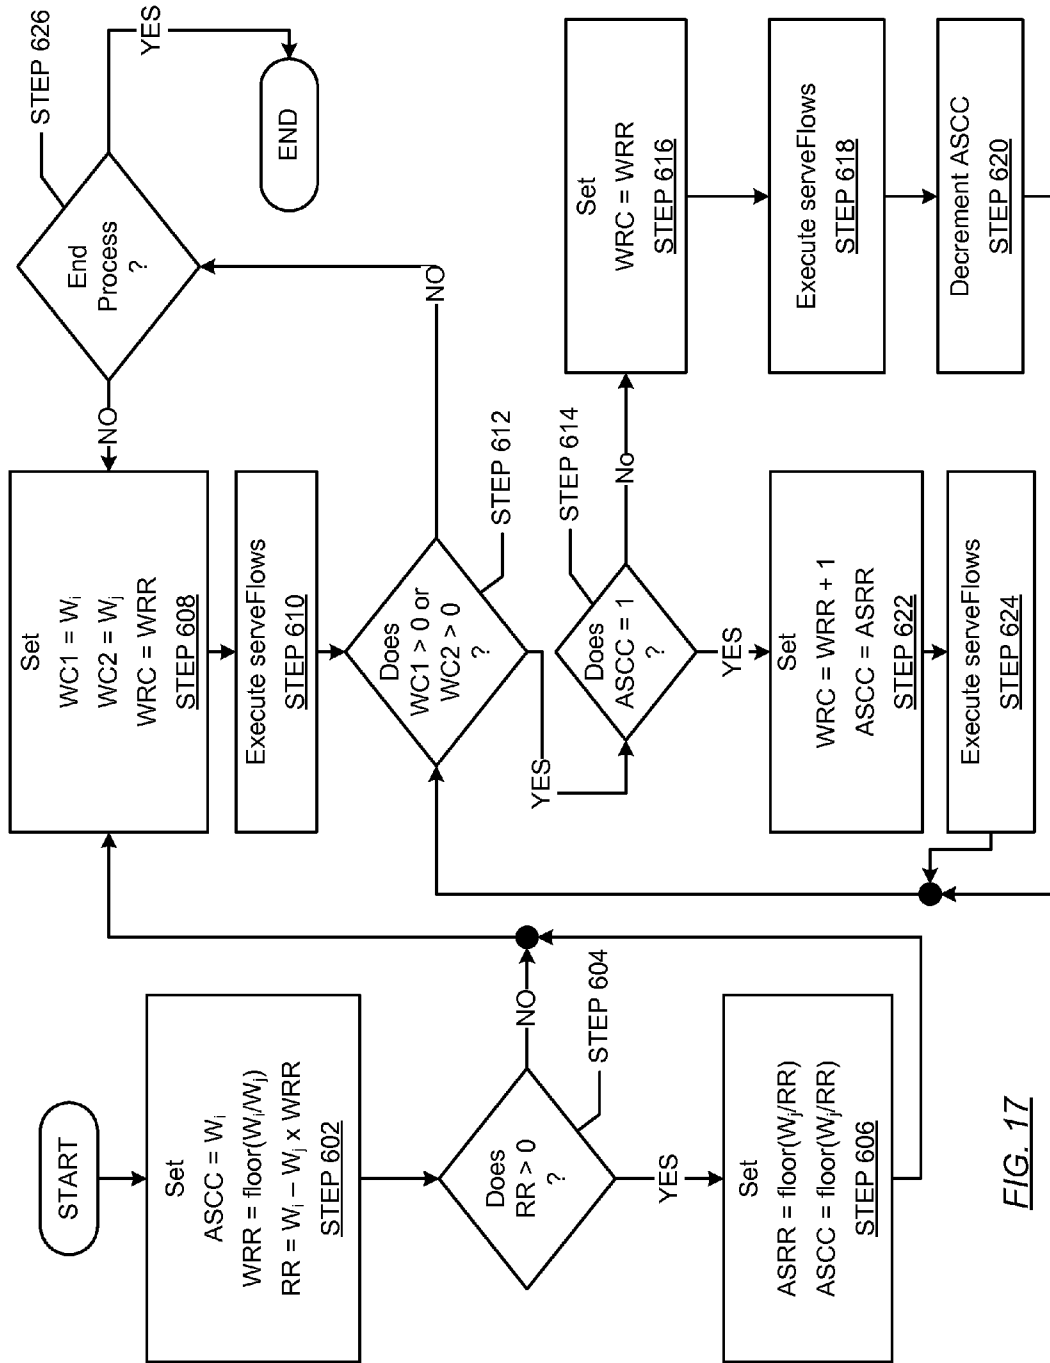 START
Set
ASCC = Wi
WRR = floor(Wi/Wj)
RR = Wi – Wj x WRR
STEP 602
Does
RR > 0
?
STEP 604
NO
YES
ASRR = floor(Wj/RR)
ASCC = floor(Wj/RR)
STEP 606
Set
WC1 = Wi
WC2 = Wj
WRC = WRR
STEP 608
Execute serveFlows
STEP 610
Does
WC1 > 0 or
WC2 > 0
?
STEP 612
NO
YES
Does
ASCC = 1
?
STEP 614
No
YES
Set
WRC = WRR + 1
ASCC = ASRR
STEP 622
Execute serveFlows
STEP 624
Set
WRC = WRR
STEP 616
Execute serveFlows
STEP 618
Decrement ASCC
STEP 620
End
Process
?
STEP 626
NO
YES
END
FIG. 17